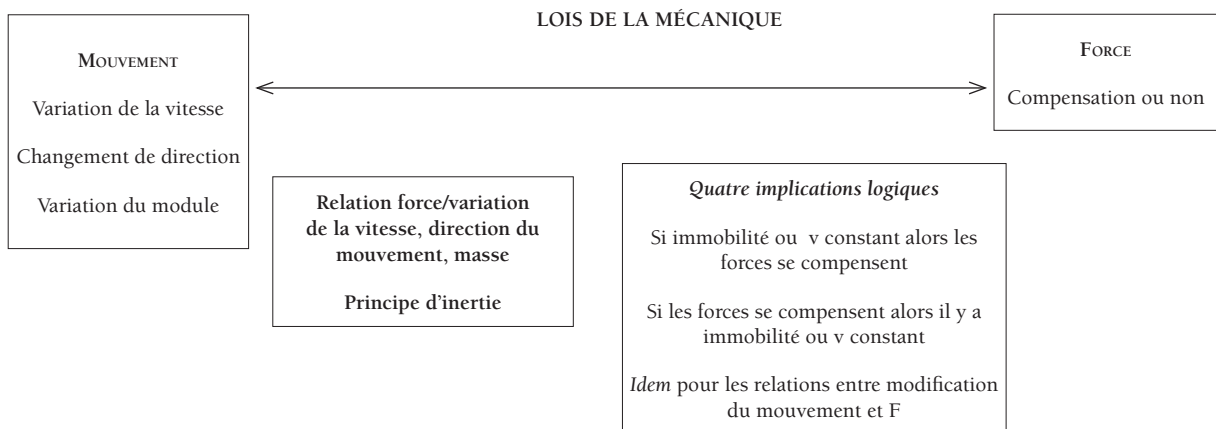 LOIS DE LA MÉCANIQUE
MOUVEMENT
Variation de la vitesse
Changement de direction
Variation du module
FORCE
Compensation ou non
Relation force/variation
de la vitesse, direction du
mouvement, masse
Principe d'inertie
Quatre implications logiques
Si immobilité ou v constant alors les
forces se compensent
Si les forces se compensent alors il y a
immobilité ou v constant
Idem pour les relations entre modification
du mouvement et F